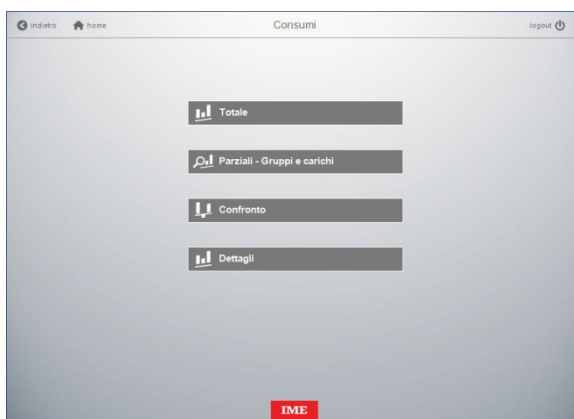 indietro home Consumi logout
Totale
Parziali - Gruppi e carichi
Confronto
Dettagli
IME